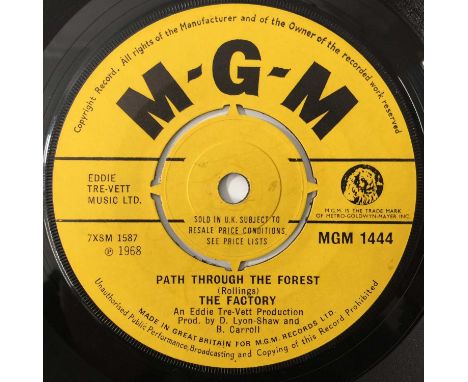 Copyright Record. All rights of the Manufacturer and of the Owner of the recorded work reserved
M-G-M
EDDIE
TRE-VETT
MUSIC LTD.
M.G.M. IS THE TRADE MARK
OF METRO-GOLDWYN-MAYER INC.
SOLD IN U.K. SUBJECT TO
RESALE PRICE CONDITIONS,
SEE PRICE LISTS
7XSM 1587
℗ 1968
MGM 1444
PATH THROUGH THE FOREST
(Rollings)
THE FACTORY
An Eddie Tre-Vett Production
Prod. by D. Lyon-Shaw and
B. Carroll
MADE IN GREAT BRITAIN FOR M.G.M. RECORDS LTD.
Unauthorised Public Performance, Broadcasting and Copying of this Record Prohibited